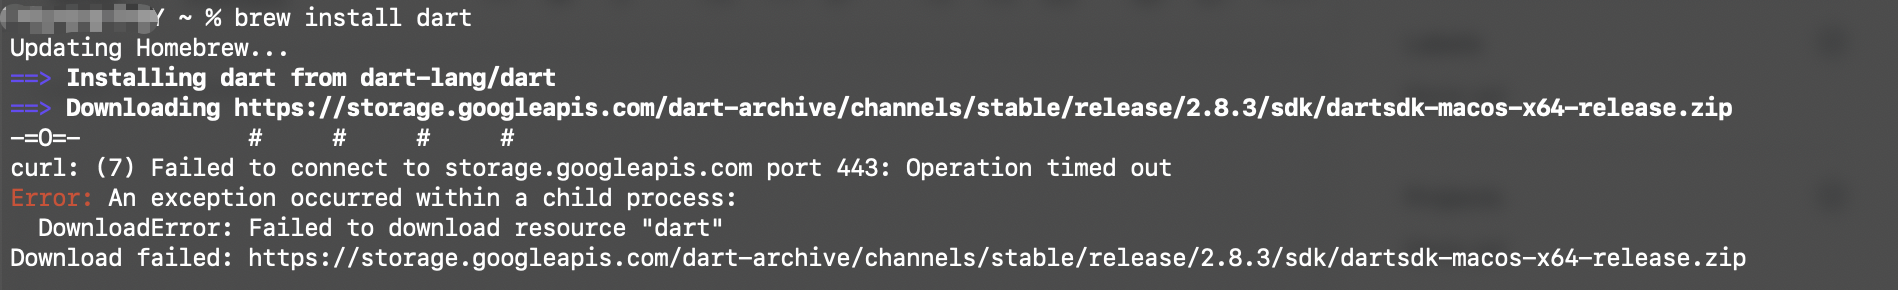 Y ~ % brew install dart
Updating Homebrew...
==> Installing dart from dart-lang/dart
==> Downloading https://storage.googleapis.com/dart-archive/channels/stable/release/2.8.3/sdk/dartsdk-macos-x64-release.zip
-=O=- # # # #
curl: (7) Failed to connect to storage.googleapis.com port 443: Operation timed out
Error: An exception occurred within a child process:
DownloadError: Failed to download resource "dart"
Download failed: https://storage.googleapis.com/dart-archive/channels/stable/release/2.8.3/sdk/dartsdk-macos-x64-release.zip